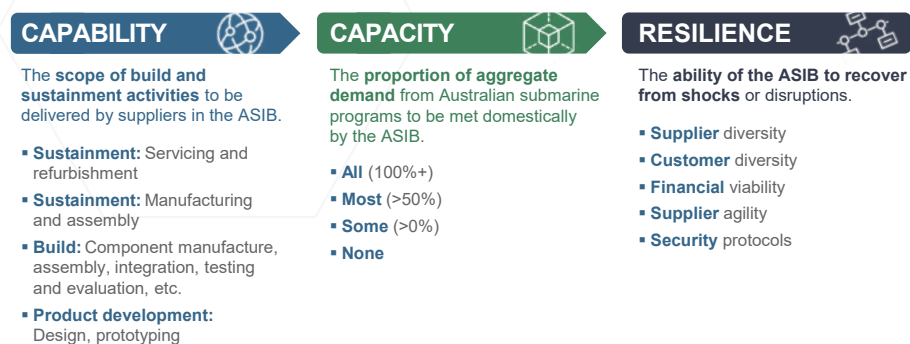 CAPABILITY
The scope of build and
sustainment activities to be
delivered by suppliers in the ASIB.
▪ Sustainment: Servicing and
refurbishment
▪ Sustainment: Manufacturing
and assembly
▪ Build: Component manufacture,
assembly, integration, testing
and evaluation, etc.
▪ Product development:
Design, prototyping
CAPACITY
The proportion of aggregate
demand from Australian submarine
programs to be met domestically
by the ASIB.
▪ All (100%+)
▪ Most (>50%)
▪ Some (>0%)
▪ None
RESILIENCE
The ability of the ASIB to recover
from shocks or disruptions.
▪ Supplier diversity
▪ Customer diversity
▪ Financial viability
▪ Supplier agility
▪ Security protocols